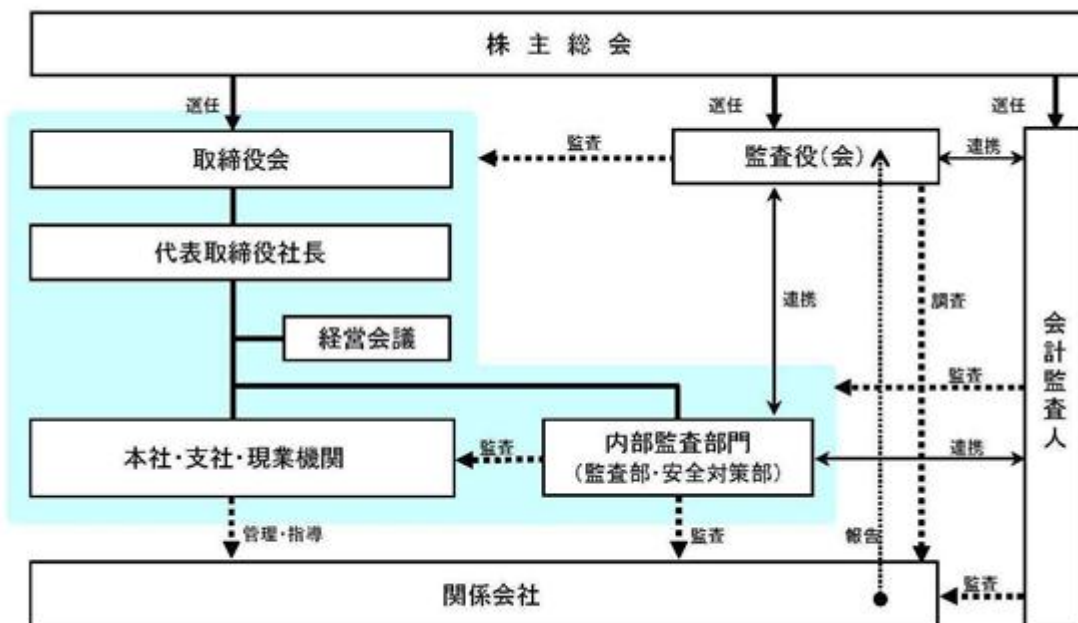 株主総会
選任
選任
選任
取締役会
監査
監査役(会)
連携
代表取締役社長
連携
調査
経営会議
会計監査人
監査
本社・支社・現業機関
監査
内部監査部門
(監査部・安全対策部)
連携
管理・指導
監査
報告
関係会社
監査